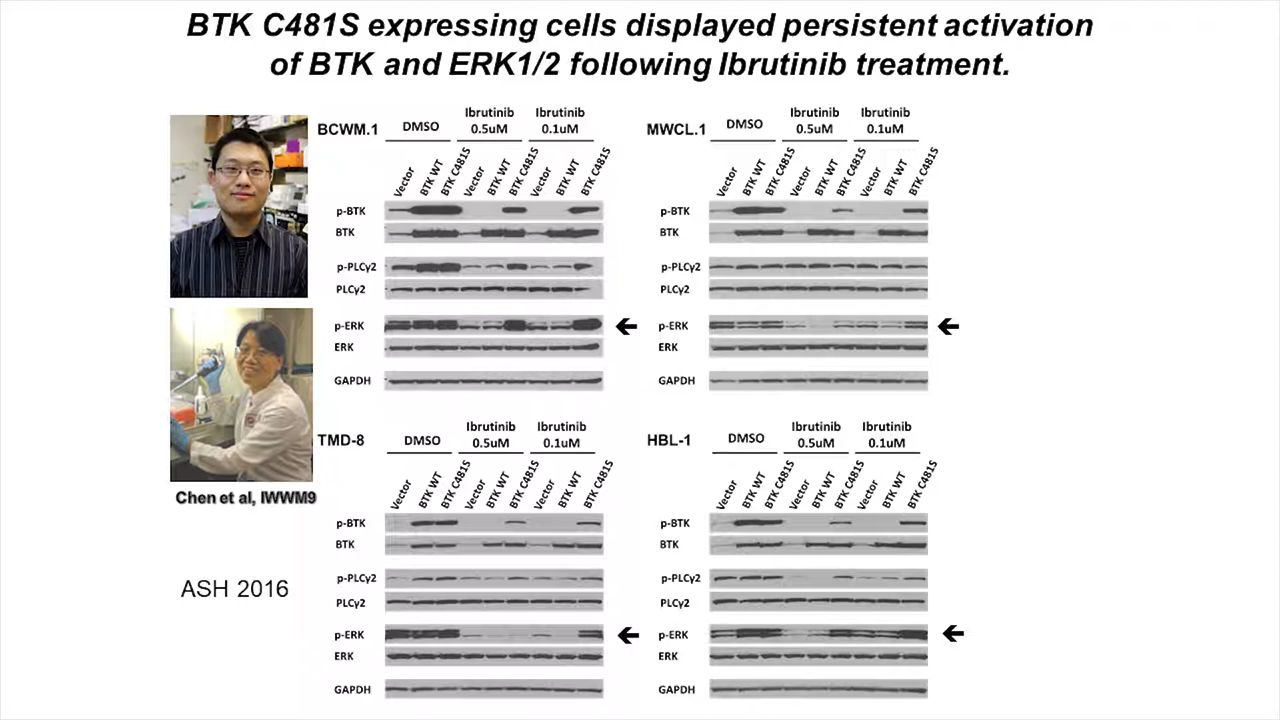 BTK C481S expressing cells displayed persistent activation
of BTK and ERK1/2 following Ibrutinib treatment.
BCWM.1
DMSO
Ibrutinib
0.5uM
Ibrutinib
0.1uM
Vector
BTK WT
BTK C481S
Vector
BTK WT
BTK C481S
Vector
BTK WT
BTK C481S
p-BTK
BTK
p-PLCγ2
PLCγ2
p-ERK
ERK
GAPDH
MWCL.1
DMSO
Ibrutinib
0.5uM
Ibrutinib
0.1uM
Vector
BTK WT
BTK C481S
Vector
BTK WT
BTK C481S
Vector
BTK WT
BTK C481S
p-BTK
BTK
p-PLCγ2
PLCγ2
p-ERK
ERK
GAPDH
TMD-8
DMSO
Ibrutinib
0.5uM
Ibrutinib
0.1uM
Vector
BTK WT
BTK C481S
Vector
BTK WT
BTK C481S
Vector
BTK WT
BTK C481S
p-BTK
BTK
p-PLCγ2
PLCγ2
p-ERK
ERK
GAPDH
HBL-1
DMSO
Ibrutinib
0.5uM
Ibrutinib
0.1uM
Vector
BTK WT
BTK C481S
Vector
BTK WT
BTK C481S
Vector
BTK WT
BTK C481S
p-BTK
BTK
p-PLCγ2
PLCγ2
p-ERK
ERK
GAPDH
Chen et al, IWWM9
ASH 2016